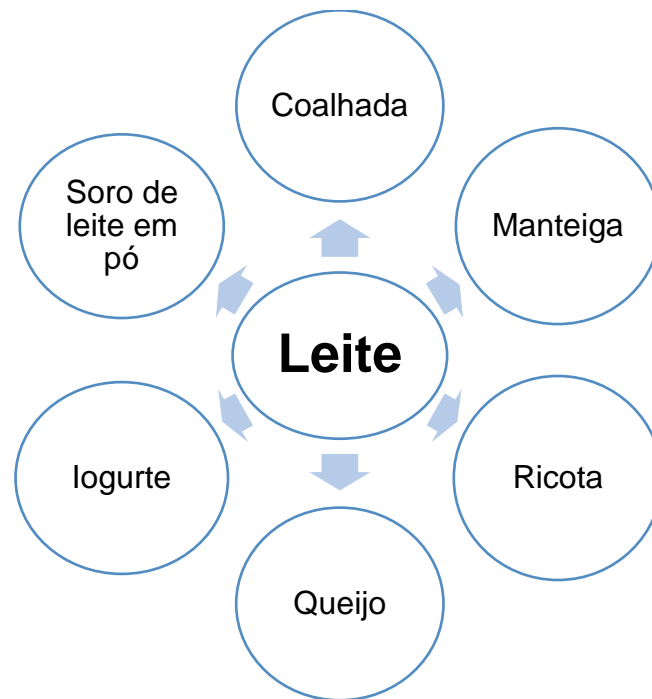 Coalhada
Soro de
leite em
pó
Manteiga
Leite
Iogurte
Ricota
Queijo